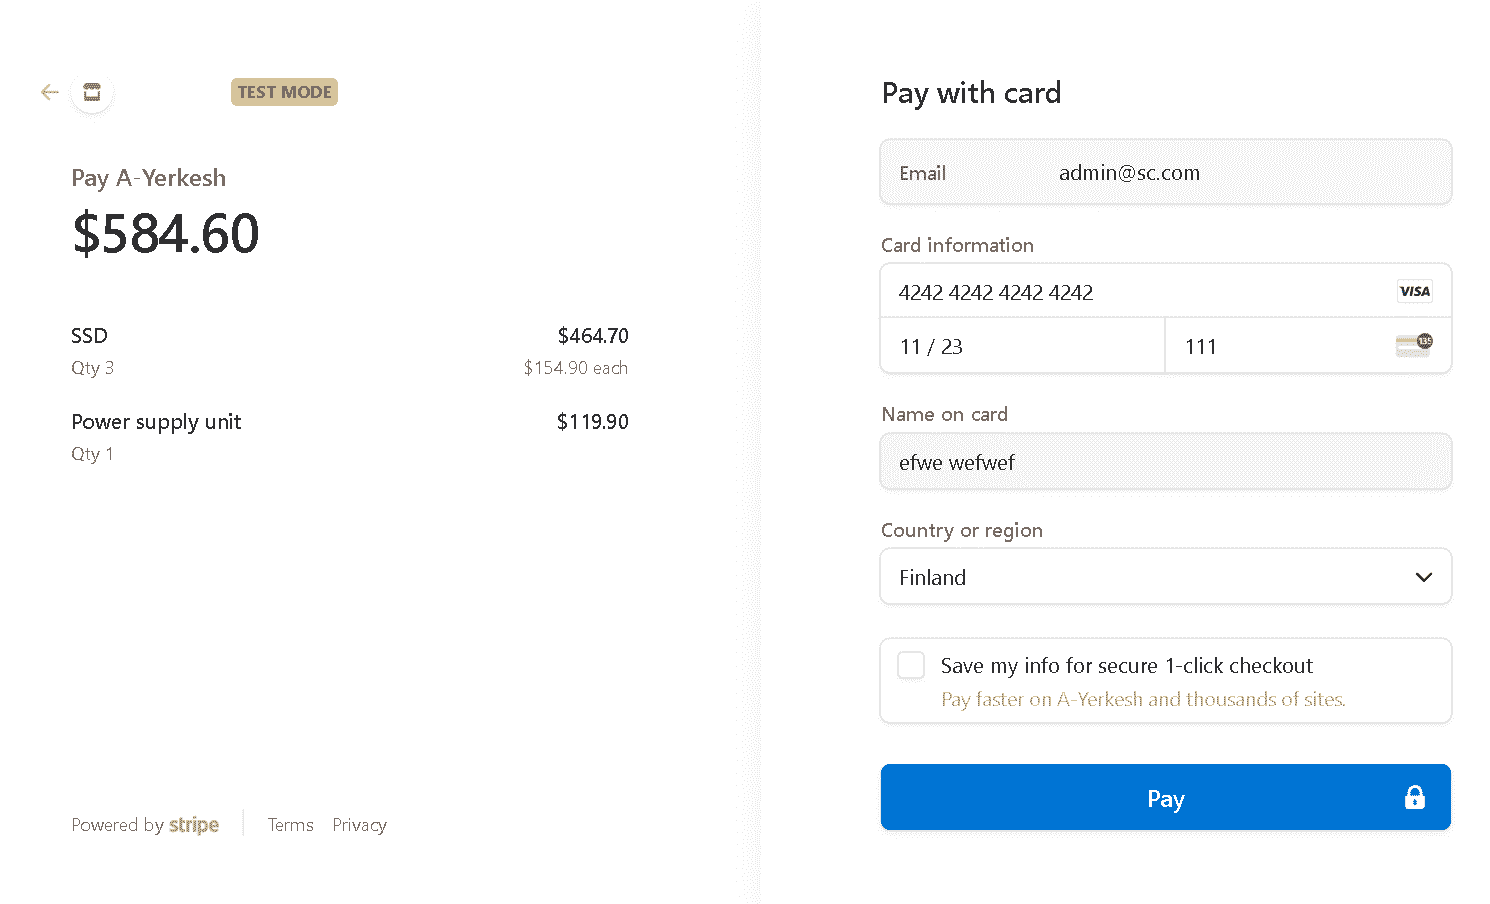 TEST MODE
Pay A-Yerkesh
$584.60
SSD $464.70
Qty 3 $154.90 each
Power supply unit $119.90
Qty 1
Powered by stripe Terms Privacy
Pay with card
Email admin@sc.com
Card information
4242 4242 4242 4242 VISA
11 / 23 111 135
Name on card
efwe wefwef
Country or region
Finland
Save my info for secure 1-click checkout
Pay faster on A-Yerkesh and thousands of sites.
Pay